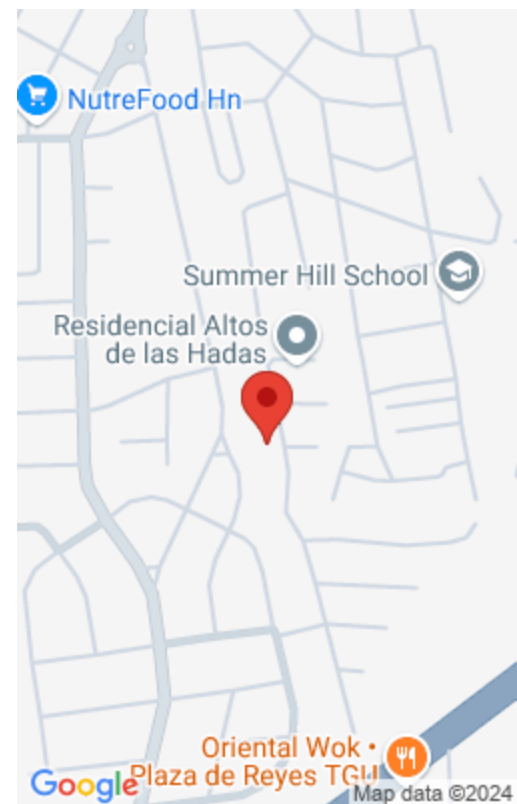 NutreFood Hn
Summer Hill School
Residencial Altos
de las Hadas
Oriental Wok •
Plaza de Reyes TGU
Google
Map data ©2024